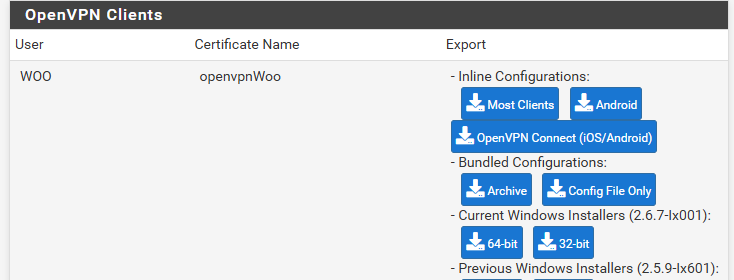 OpenVPN Clients
User Certificate Name Export
WOO openvpnWoo - Inline Configurations:
Most Clients Android
OpenVPN Connect (iOS/Android)
- Bundled Configurations:
Archive Config File Only
- Current Windows Installers (2.6.7-Ix001):
64-bit 32-bit
- Previous Windows Installers (2.5.9-Ix601):